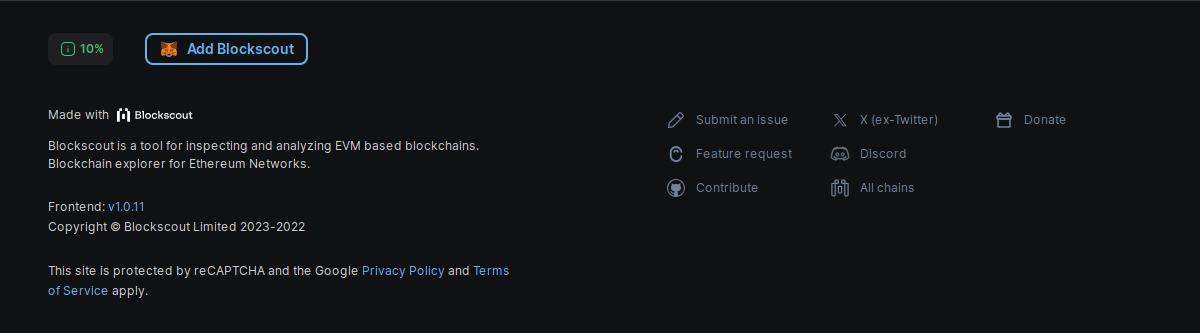 10%
Add Blockscout
Made with Blockscout
Blockscout is a tool for inspecting and analyzing EVM based blockchains.
Blockchain explorer for Ethereum Networks.
Frontend: v1.0.11
Copyright © Blockscout Limited 2023-2022
This site is protected by reCAPTCHA and the Google Privacy Policy and Terms
of Service apply.
Submit an issue
Feature request
Contribute
X (ex-Twitter)
Discord
All chains
Donate